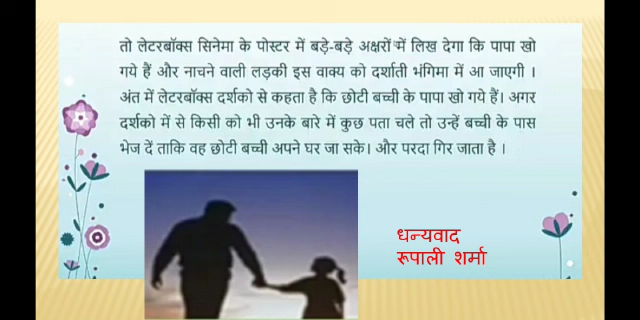 तो लेटरबॉक्स सिनेमा के पोस्टर में बड़े-बड़े अक्षरों में लिख देगा कि पापा खो
गये हैं और नाचने वाली लड़की इस वाक्य को दर्शाती भंगिमा में आ जाएगी ।
अंत में लेटरबॉक्स दर्शको से कहता है कि छोटी बच्ची के पापा खो गये हैं। अगर
दर्शको में से किसी को भी उनके बारे में कुछ पता चले तो उन्हें बच्ची के पास
भेज दें ताकि वह छोटी बच्ची अपने घर जा सके। और परदा गिर जाता है ।
धन्यवाद
रूपाली शर्मा